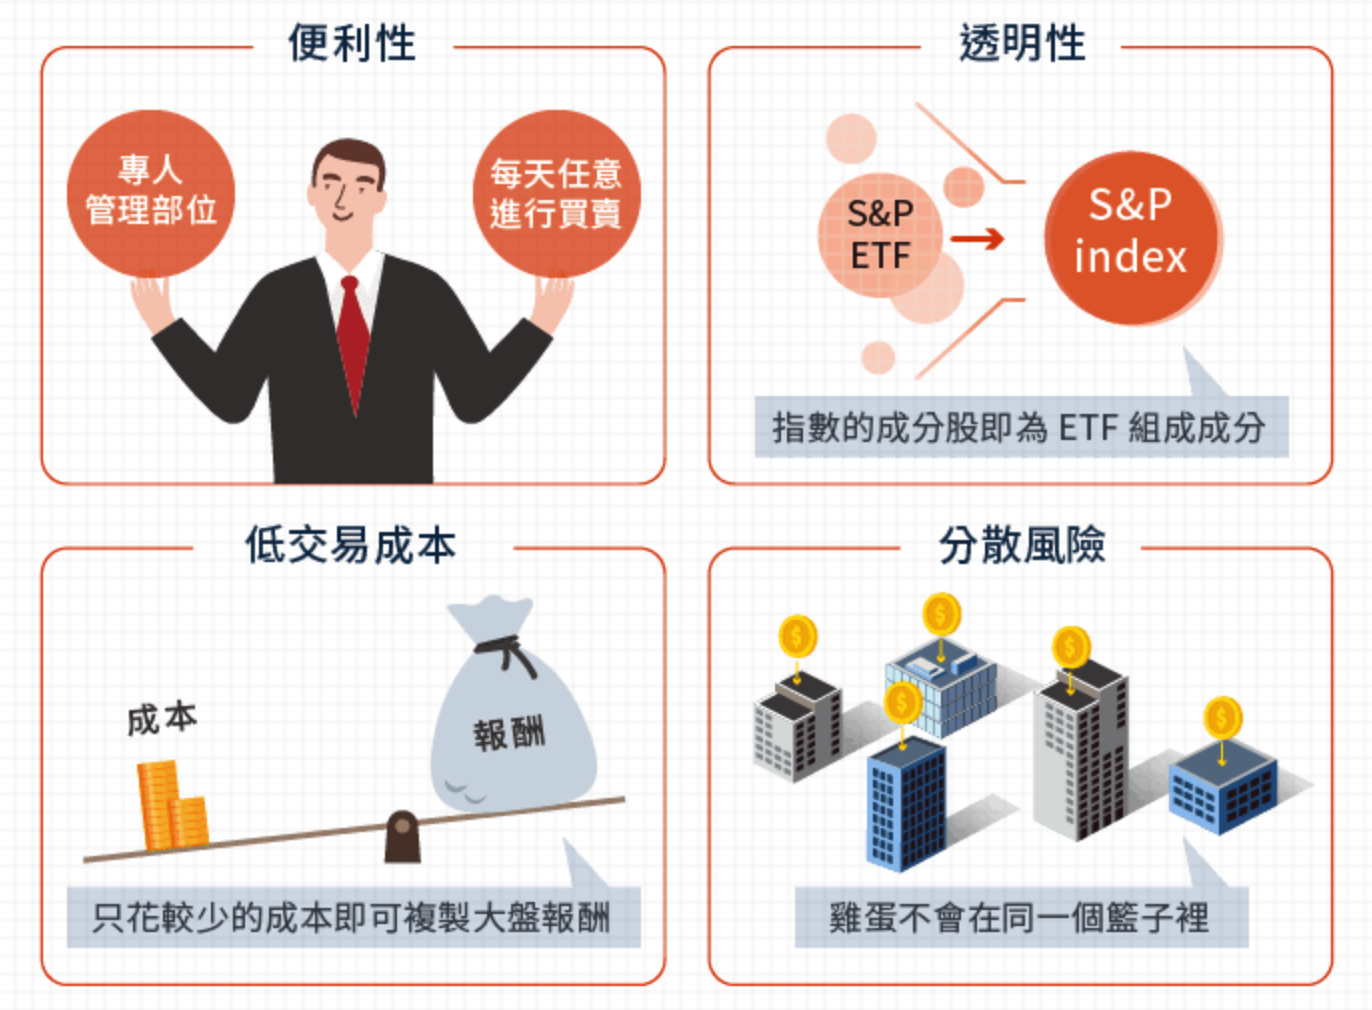 便利性
專人
管理部位
每天任意
進行買賣
透明性
S&P
ETF
S&P
index
指數的成分股即為 ETF 組成成分
低交易成本
成本
報酬
只花較少的成本即可複製大盤報酬
分散風險
$
$
$
$
$
雞蛋不會在同一個籃子裡